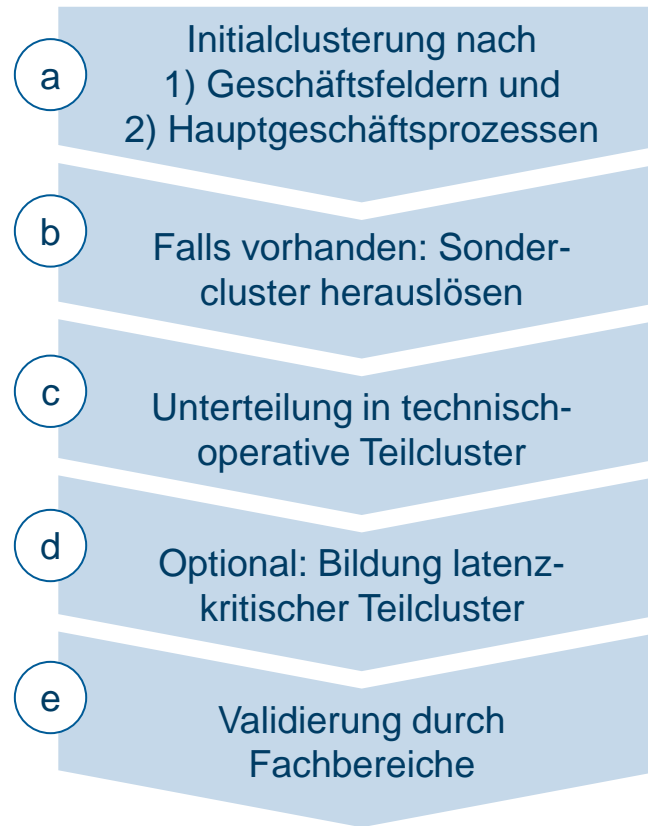 a
Initialclusterung nach
1) Geschäftsfeldern und
2) Hauptgeschäftsprozessen
b
Falls vorhanden: Sonder-
cluster herauslösen
c
Unterteilung in technisch-
operative Teilcluster
d
Optional: Bildung latenz-
kritischer Teilcluster
e
Validierung durch
Fachbereiche